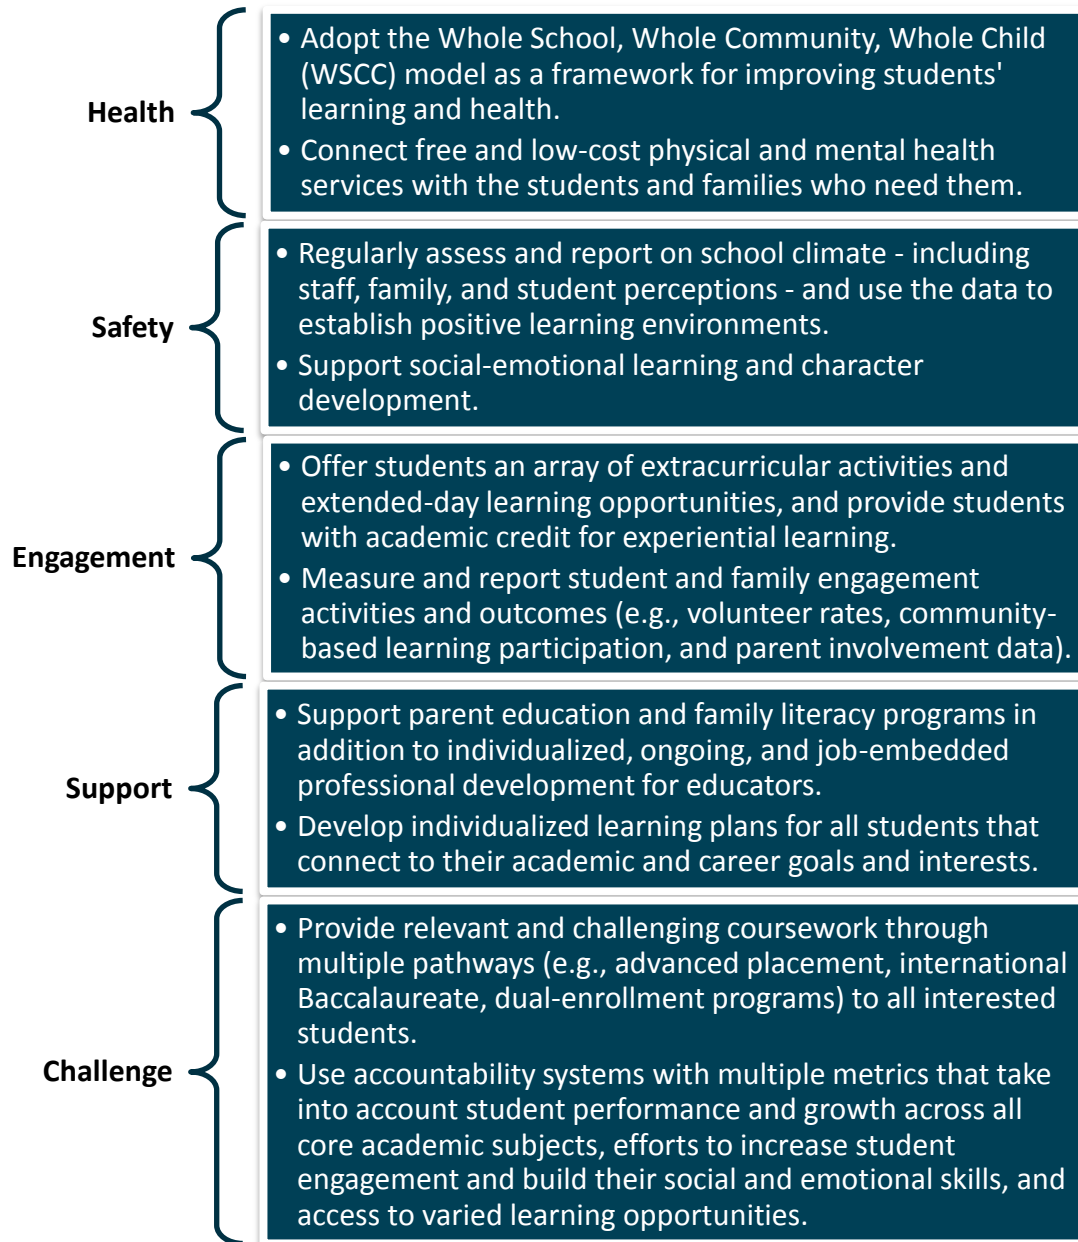 Health
• Adopt the Whole School, Whole Community, Whole Child
(WSCC) model as a framework for improving students'
learning and health.
• Connect free and low-cost physical and mental health
services with the students and families who need them.
Safety
• Regularly assess and report on school climate - including
staff, family, and student perceptions - and use the data to
establish positive learning environments.
• Support social-emotional learning and character
development.
Engagement
• Offer students an array of extracurricular activities and
extended-day learning opportunities, and provide students
with academic credit for experiential learning.
• Measure and report student and family engagement
activities and outcomes (e.g., volunteer rates, community-
based learning participation, and parent involvement data).
Support
• Support parent education and family literacy programs in
addition to individualized, ongoing, and job-embedded
professional development for educators.
• Develop individualized learning plans for all students that
connect to their academic and career goals and interests.
Challenge
• Provide relevant and challenging coursework through
multiple pathways (e.g., advanced placement, international
Baccalaureate, dual-enrollment programs) to all interested
students.
• Use accountability systems with multiple metrics that take
into account student performance and growth across all
core academic subjects, efforts to increase student
engagement and build their social and emotional skills, and
access to varied learning opportunities.